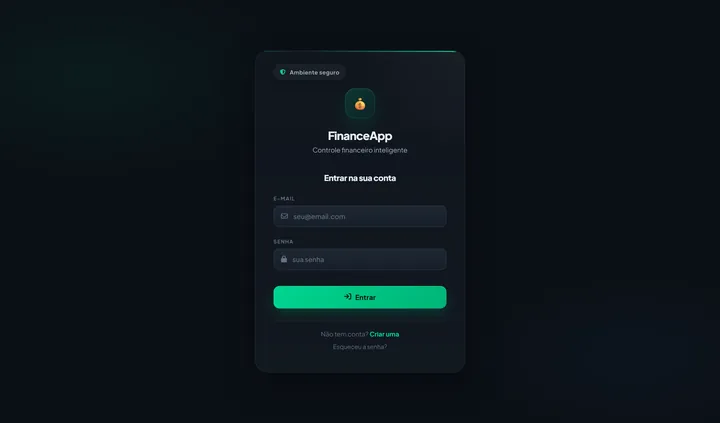 Ambiente seguro
FinanceApp
Controle financeiro inteligente
Entrar na sua conta
E-MAIL
seu@email.com
SENHA
sua senha
Entrar
Não tem conta? Criar uma
Esqueceu a senha?